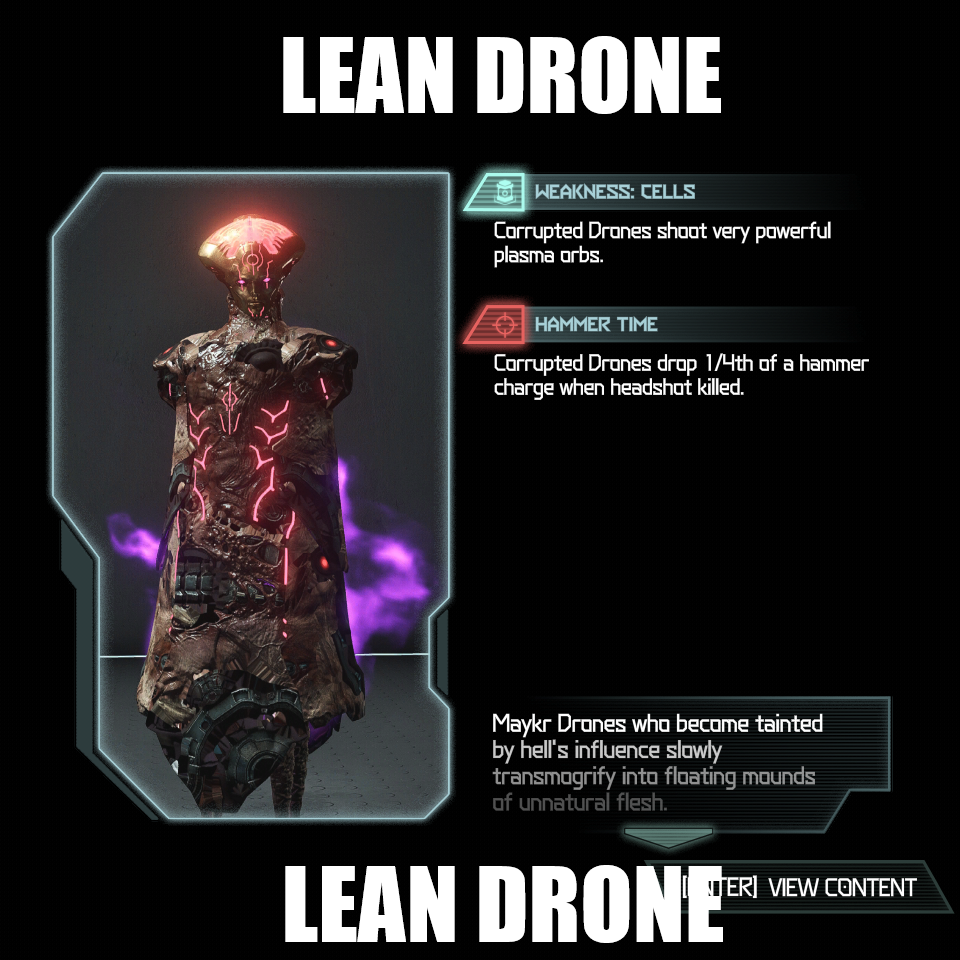 LEAN DRONE
WEAKNESS: CELLS
Corrupted Drones shoot very powerful
plasma orbs.
HAMMER TIME
Corrupted Drones drop 1/4th of a hammer
charge when headshot killed.
Maykr Drones who become tainted
by hell's influence slowly
transmogrify into floating mounds
of unnatural flesh.
VIEW CONTENT
LEAN DRONE